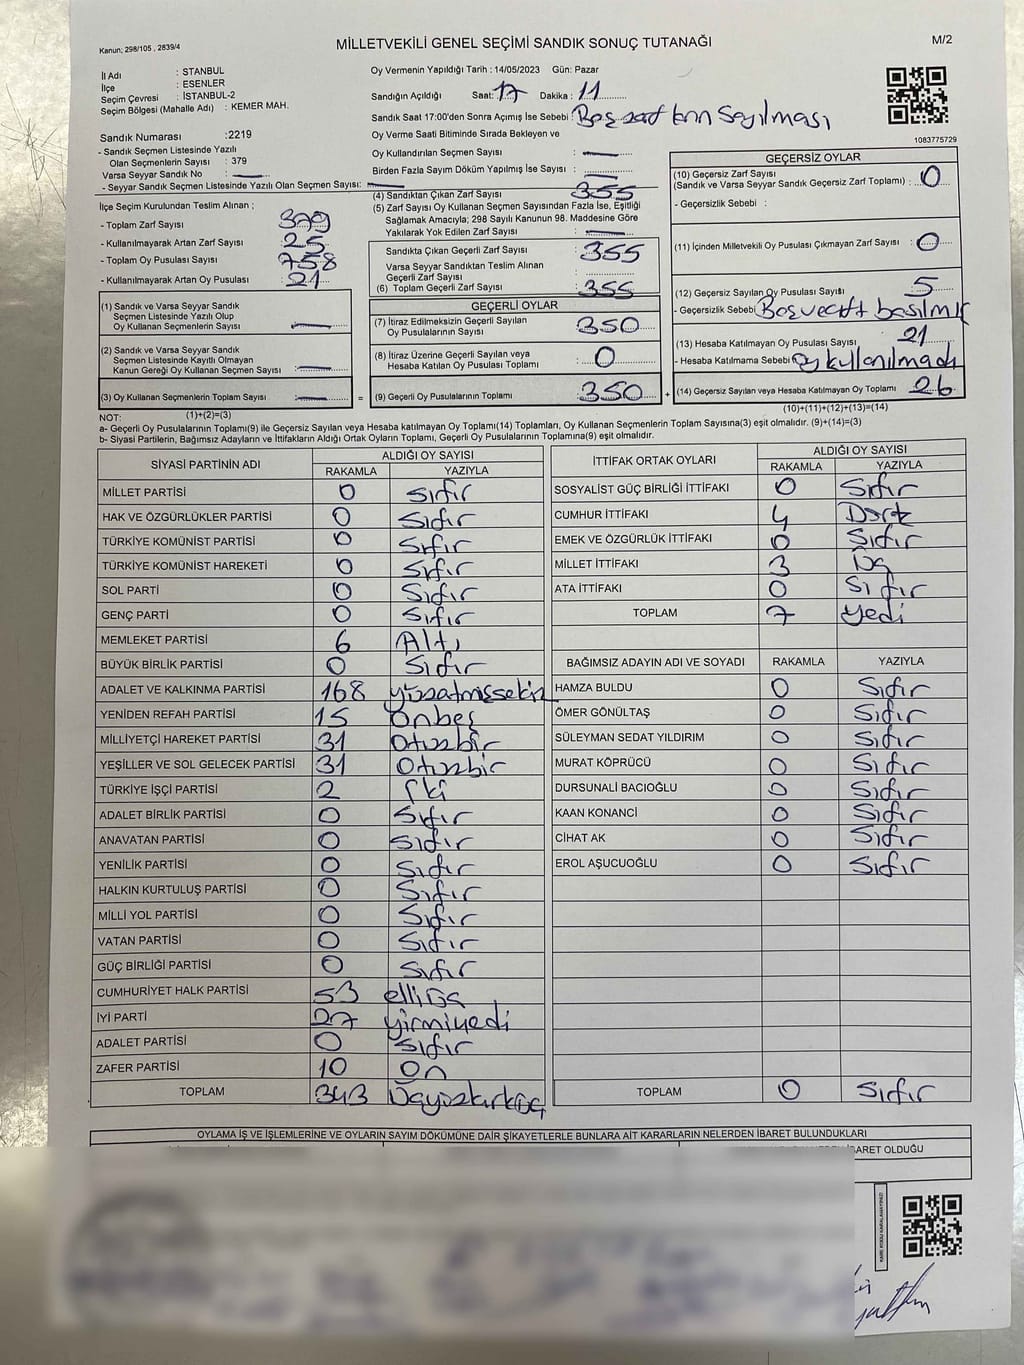 Kanun; 298/105 , 2839/4
MİLLETVEKİLİ GENEL SEÇİMİ SANDIK SONUÇ TUTANAĞI
M/2
İl Adı : STANBUL
İlçe : ESENLER
Seçim Çevresi : İSTANBUL-2
Seçim Bölgesi (Mahalle Adı) : KEMER MAH.
Sandık Numarası :2219
- Sandık Seçmen Listesinde Yazılı
Olan Seçmenlerin Sayısı : 379
Varsa Seyyar Sandık No :
- Seyyar Sandık Seçmen Listesinde Yazılı Olan Seçmen Sayısı:
Oy Vermenin Yapıldığı Tarih : 14/05/2023 Gün: Pazar
Sandığın Açıldığı Saat: 17 Dakika : 11
Sandık Saat 17:00'den Sonra Açımış İse Sebebi : Boş zarfların Sayılması
Oy Verme Saati Bitiminde Sırada Bekleyen ve
Oy Kullandırılan Seçmen Sayısı :
Birden Fazla Sayım Döküm Yapılmış İse Sayısı :
1083775729
İlçe Seçim Kurulundan Teslim Alınan ;
- Toplam Zarf Sayısı : 379
- Kullanılmayarak Artan Zarf Sayısı : 25
- Toplam Oy Pusulası Sayısı : 758
- Kullanılmayarak Artan Oy Pusulası : 21
(1) Sandık ve Varsa Seyyar Sandık
Seçmen Listesinde Yazılı Olup
Oy Kullanan Seçmenlerin Sayısı :
(2) Sandık ve Varsa Seyyar Sandık
Seçmen Listesinde Kayıtlı Olmayan
Kanun Gereği Oy Kullanan Seçmen Sayısı :
(3) Oy Kullanan Seçmenlerin Toplam Sayısı :
(4) Sandıktan Çıkan Zarf Sayısı : 355
(5) Zarf Sayısı Oy Kullanan Seçmen Sayısından Fazla İse, Eşitliği
Sağlamak Amacıyla; 298 Sayılı Kanunun 98. Maddesine Göre
Yakılarak Yok Edilen Zarf Sayısı :
Sandıkta Çıkan Geçerli Zarf Sayısı : 355
Varsa Seyyar Sandıktan Teslim Alınan
Geçerli Zarf Sayısı :
(6) Toplam Geçerli Zarf Sayısı : 355
GEÇERLİ OYLAR
(7) İtiraz Edilmeksizin Geçerli Sayılan
Oy Pusulasının Sayısı : 350
(8) İtiraz Üzerine Geçerli Sayılan veya
Hesaba Katılan Oy Pusulası Toplamı : 0
= (9) Geçerli Oy Pusulalarının Toplamı : 350 +
GEÇERSİZ OYLAR
(10) Geçersiz Zarf Sayısı
(Sandık ve Varsa Seyyar Sandık Geçersiz Zarf Toplamı) : 0
- Geçersizlik Sebebi :
(11) İçinden Milletvekili Oy Pusulası Çıkmayan Zarf Sayısı : 0
(12) Geçersiz Sayılan Oy Pusulası Sayısı : 5
- Geçersizlik Sebebi : basılmış
(13) Hesaba Katılmayan Oy Pusulası Sayısı : 21
- Hesaba Katılmama Sebebi : oy kullanılmadı
(14) Geçersiz Sayılan veya Hesaba Katılmayan Oy Toplamı : 26
NOT: (1)+(2)=(3)
(10)+(11)+(12)+(13)=(14)
a- Geçerli Oy Pusulalarının Toplamı(9) ile Geçersiz Sayılan veya Hesaba katılmayan Oy Toplamı(14) Toplamları, Oy Kullanan Seçmenlerin Toplam Sayısına(3) eşit olmalıdır. (9)+(14)=(3)
b- Siyasi Partilerin, Bağımsız Adayların ve İttifakların Aldığı Ortak Oyların Toplamı, Geçerli Oy Pusulalarının Toplamına(9) eşit olmalıdır.
SİYASİ PARTİNİN ADI ALDIĞI OY SAYISI
RAKAMLA YAZIYLA
MİLLET PARTİSİ 0 Sıfır
HAK VE ÖZGÜRLÜKLER PARTİSİ 0 Sıfır
TÜRKİYE KOMÜNİST PARTİSİ 0 Sıfır
TÜRKİYE KOMÜNİST HAREKETİ 0 Sıfır
SOL PARTİ 0 Sıfır
GENÇ PARTİ 0 Sıfır
MEMLEKET PARTİSİ 6 Altı
BÜYÜK BİRLİK PARTİSİ 0 Sıfır
ADALET VE KALKINMA PARTİSİ 168 yüzatmışsekiz
YENİDEN REFAH PARTİSİ 15 Onbeş
MİLLİYETÇİ HAREKET PARTİSİ 31 Otuzbir
YEŞİLLER VE SOL GELECEK PARTİSİ 31 Otuzbir
TÜRKİYE İŞÇİ PARTİSİ 2 İki
ADALET BİRLİK PARTİSİ 0 Sıfır
ANAVATAN PARTİSİ 0 Sıfır
YENİLİK PARTİSİ 0 Sıfır
HALKIN KURTULUŞ PARTİSİ 0 Sıfır
MİLLİ YOL PARTİSİ 0 Sıfır
VATAN PARTİSİ 0 Sıfır
GÜÇ BİRLİĞİ PARTİSİ 0 Sıfır
CUMHURİYET HALK PARTİSİ 53 elliüç
İYİ PARTİ 27 yirmiyedi
ADALET PARTİSİ 0 Sıfır
ZAFER PARTİSİ 10 On
TOPLAM 343 Üçyüzkırküç
İTTİFAK ORTAK OYLARI ALDIĞI OY SAYISI
RAKAMLA YAZIYLA
SOSYALİST GÜÇ BİRLİĞİ İTTİFAKI 0 Sıfır
CUMHUR İTTİFAKI 4 Dört
EMEK VE ÖZGÜRLÜK İTTİFAKI 0 Sıfır
MİLLET İTTİFAKI 3 Üç
ATA İTTİFAKI 0 Sıfır
TOPLAM 7 yedi
BAĞIMSIZ ADAYIN ADI VE SOYADI RAKAMLA YAZIYLA
HAMZA BULDU 0 Sıfır
ÖMER GÖNÜLTAŞ 0 Sıfır
SÜLEYMAN SEDAT YILDIRIM 0 Sıfır
MURAT KÖPRÜCÜ 0 Sıfır
DURSUNALİ BACIOĞLU 0 Sıfır
KAAN KONANCİ 0 Sıfır
CİHAT AK 0 Sıfır
EROL AŞUCUOĞLU 0 Sıfır
TOPLAM 0 Sıfır
OYLAMA İŞ VE İŞLEMLERİNE VE OYLARIN SAYIM DÖKÜMÜNE DAİR ŞİKAYETLERLE BUNLARA AİT KARARLARIN NELERDEN İBARET BULUNDUKLARI
İBARET OLDUĞU